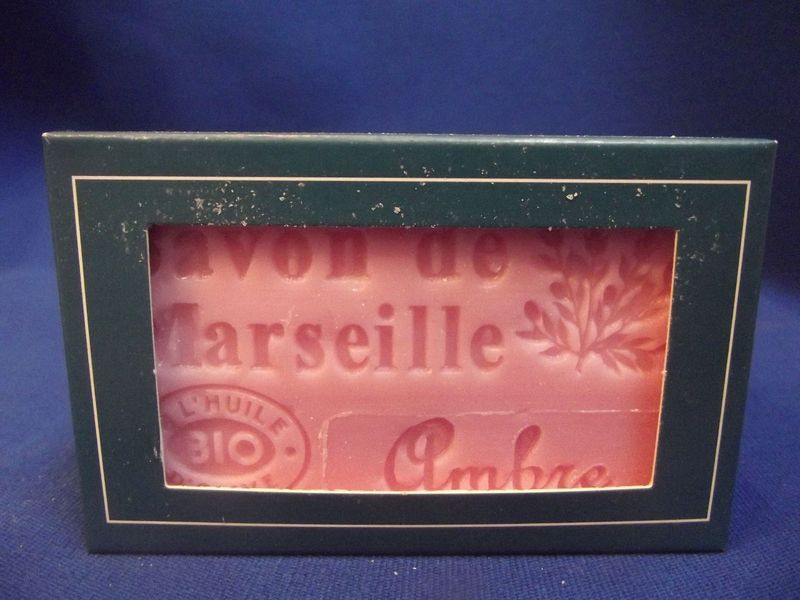 Savon de
Marseille
L'HUILE
BIO
Ambre